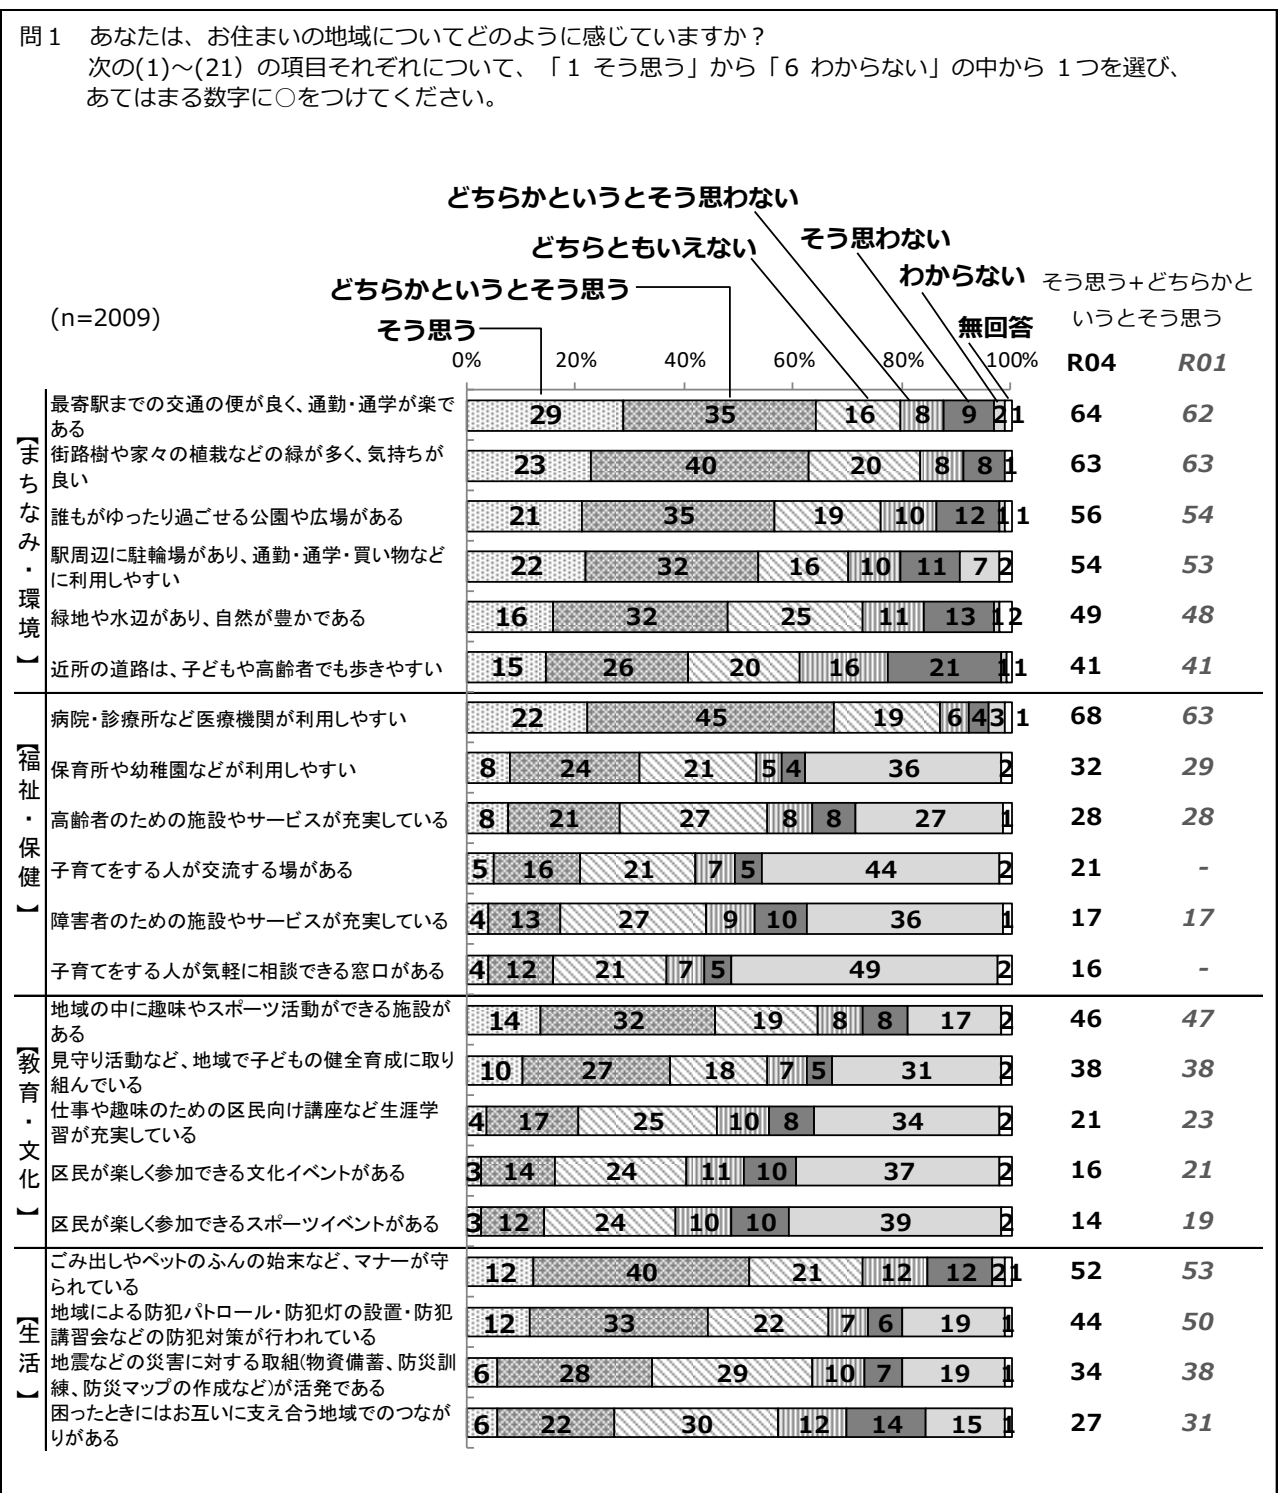 問1 あなたは、お住まいの地域についてどのように感じていますか？
次の(1)～(21) の項目それぞれについて、「1 そう思う」から「6 わからない」の中から 1つを選び、
あてはまる数字に○をつけてください。
どちらかというとそう思わない
どちらともいえない
そう思わない
わからない
どちらかというとそう思う
そう思う＋どちらかと
いうとそう思う
(n=2009)
そう思う
無回答
0% 20% 40% 60% 80% 100% R04 R01
【まちなみ・環境】
最寄駅までの交通の便が良く、通勤・通学が楽で
ある
29 35 16 8 9 2 1 64 62
街路樹や家々の植栽などの緑が多く、気持ちが
良い
23 40 20 8 8 1 63 63
誰もがゆったり過ごせる公園や広場がある 21 35 19 10 12 1 1 56 54
駅周辺に駐輪場があり、通勤・通学・買い物など
に利用しやすい
22 32 16 10 11 7 2 54 53
緑地や水辺があり、自然が豊かである 16 32 25 11 13 1 2 49 48
近所の道路は、子どもや高齢者でも歩きやすい 15 26 20 16 21 1 1 41 41
【福祉・保健】
病院・診療所など医療機関が利用しやすい 22 45 19 6 4 3 1 68 63
保育所や幼稚園などが利用しやすい 8 24 21 5 4 36 2 32 29
高齢者のための施設やサービスが充実している 8 21 27 8 8 27 1 28 28
子育てをする人が交流する場がある 5 16 21 7 5 44 2 21 -
障害者のための施設やサービスが充実している 4 13 27 9 10 36 1 17 17
子育てをする人が気軽に相談できる窓口がある 4 12 21 7 5 49 2 16 -
【教育・文化】
地域の中に趣味やスポーツ活動ができる施設が
ある
14 32 19 8 8 17 2 46 47
見守り活動など、地域で子どもの健全育成に取り
組んでいる
10 27 18 7 5 31 2 38 38
仕事や趣味のための区民向け講座など生涯学
習が充実している
4 17 25 10 8 34 2 21 23
区民が楽しく参加できる文化イベントがある 3 14 24 11 10 37 2 16 21
区民が楽しく参加できるスポーツイベントがある 3 12 24 10 10 39 2 14 19
【生活】
ごみ出しやペットのふんの始末など、マナーが守
られている
12 40 21 12 12 2 1 52 53
地域による防犯パトロール・防犯灯の設置・防犯
講習会などの防犯対策が行われている
12 33 22 7 6 19 1 44 50
地震などの災害に対する取組(物資備蓄、防災訓
練、防災マップの作成など)が活発である
6 28 29 10 7 19 1 34 38
困ったときにはお互いに支え合う地域でのつなが
りがある
6 22 30 12 14 15 1 27 31